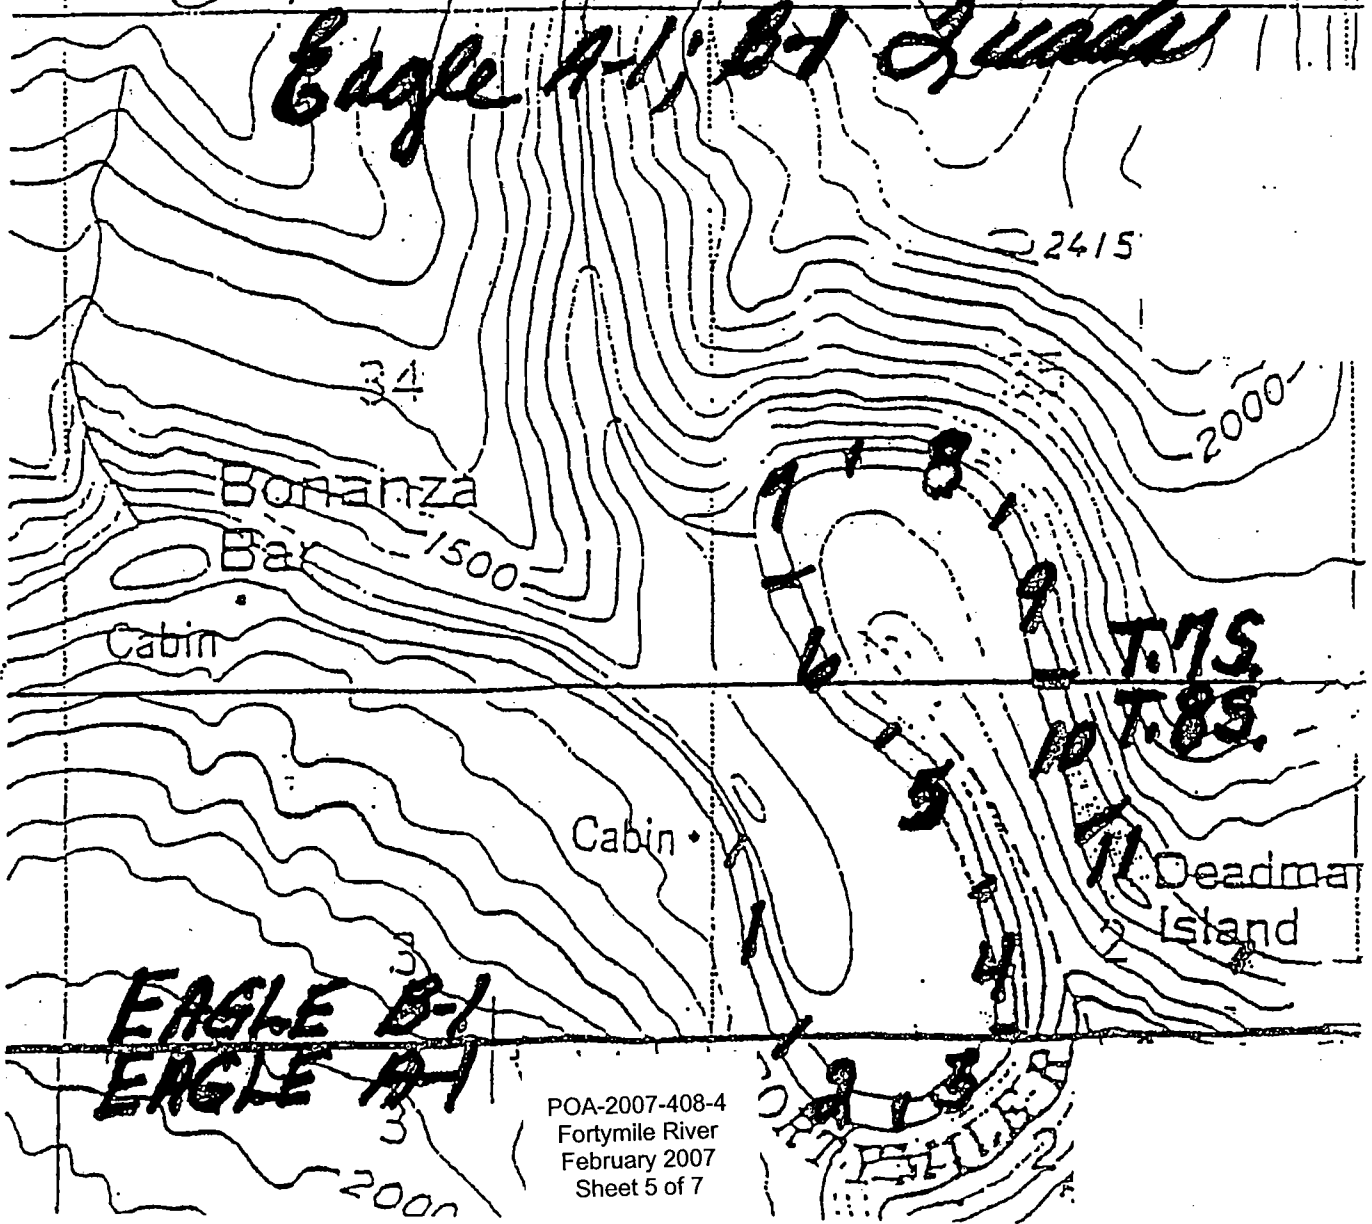 Eagle A-1, B-1 Quads
2415
34
2000
Bonanza
Bar
1500
Cabin
7
1
8
9
6
T.7S.
T.8S.
10
5
Cabin
11
Deadman
Island
1
4
2
3
EAGLE B-1
EAGLE A-1
3
2
3
2
2000
POA-2007-408-4
Fortymile River
February 2007
Sheet 5 of 7